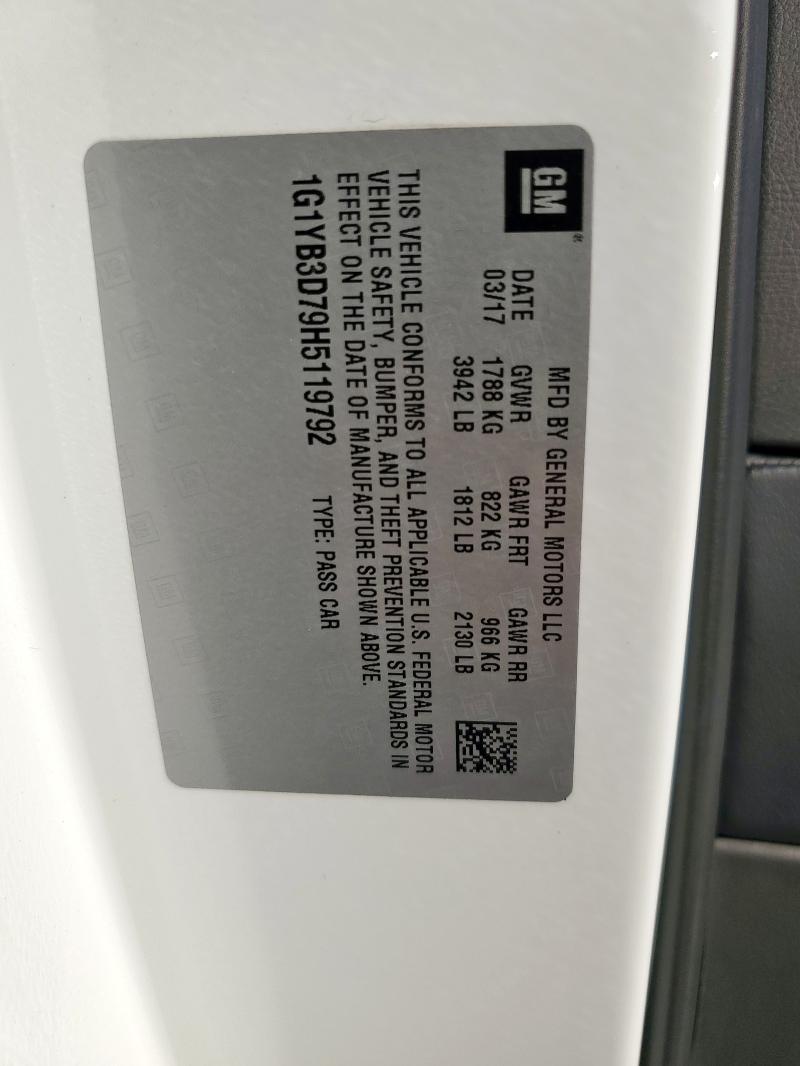 GM®
MFD BY GENERAL MOTORS LLC
DATE GVWR GAWR FRT GAWR RR
03/17 1788 KG 822 KG 966 KG
3942 LB 1812 LB 2130 LB
THIS VEHICLE CONFORMS TO ALL APPLICABLE U.S. FEDERAL MOTOR
VEHICLE SAFETY, BUMPER, AND THEFT PREVENTION STANDARDS IN
EFFECT ON THE DATE OF MANUFACTURE SHOWN ABOVE.
1G1YB3D79H5119792 TYPE: PASS CAR